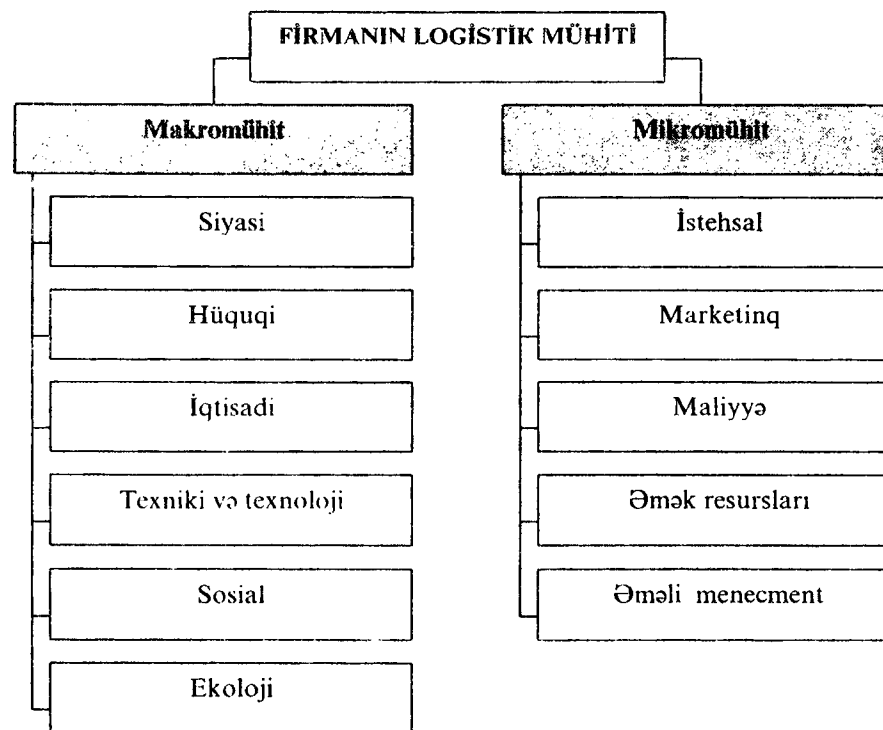 FİRMANIN LOGİSTİK MÜHİTİ
Makromühit
Siyasi
Hüquqi
İqtisadi
Texniki və texnoloji
Sosial
Ekoloji
Mikromühit
İstehsal
Marketinq
Maliyyə
Əmək resursları
Əməli menecment